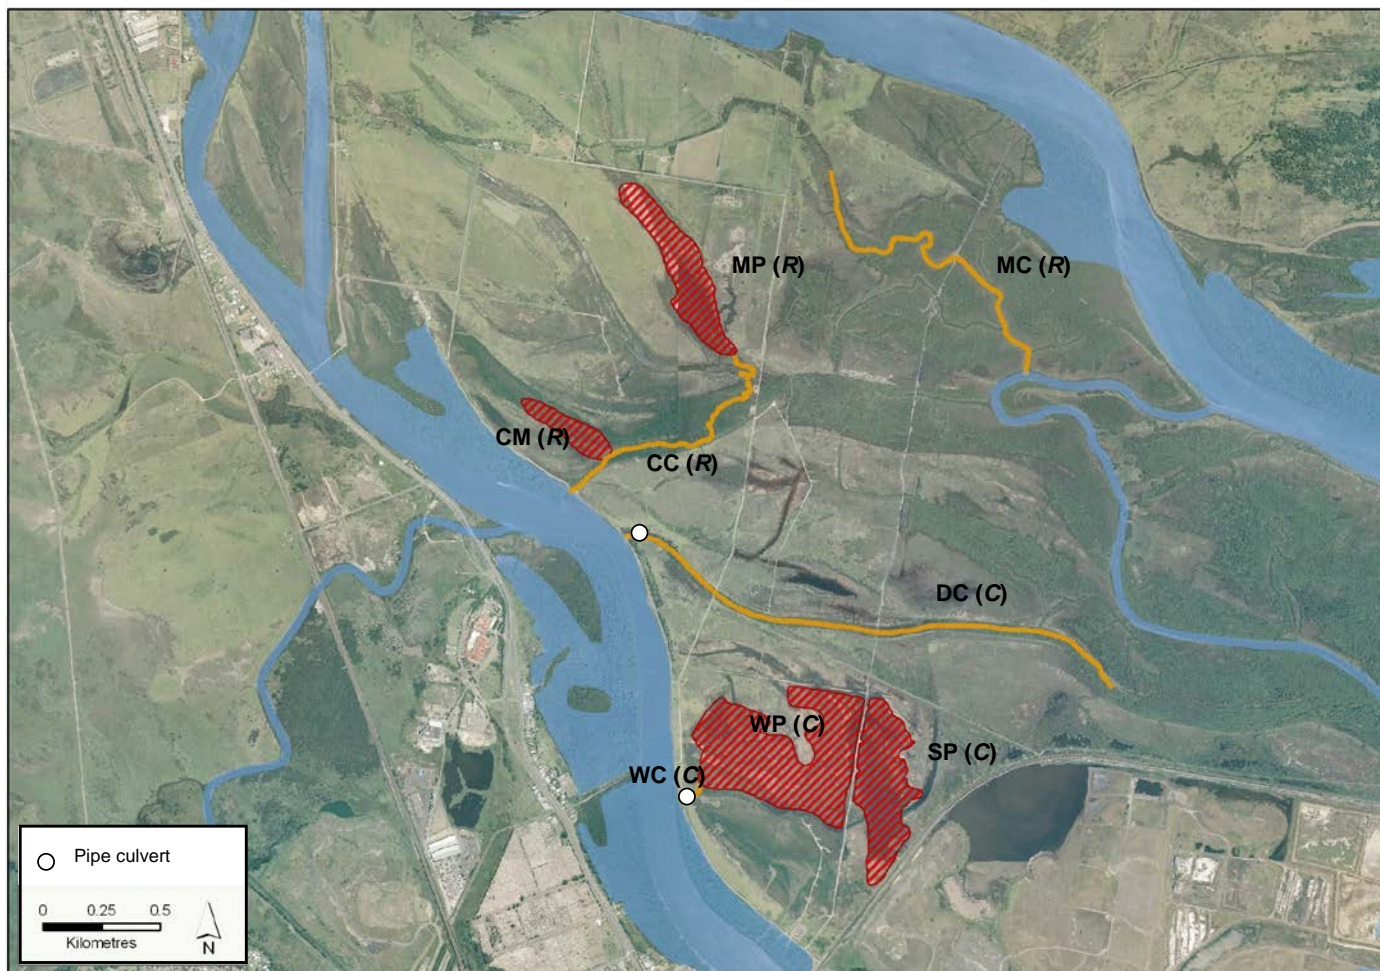 MP (R)
MC (R)
CM (R)
CC (R)
DC (C)
WP (C)
SP (C)
WC (C)
Pipe culvert
0 0.25 0.5
Kilometres
N